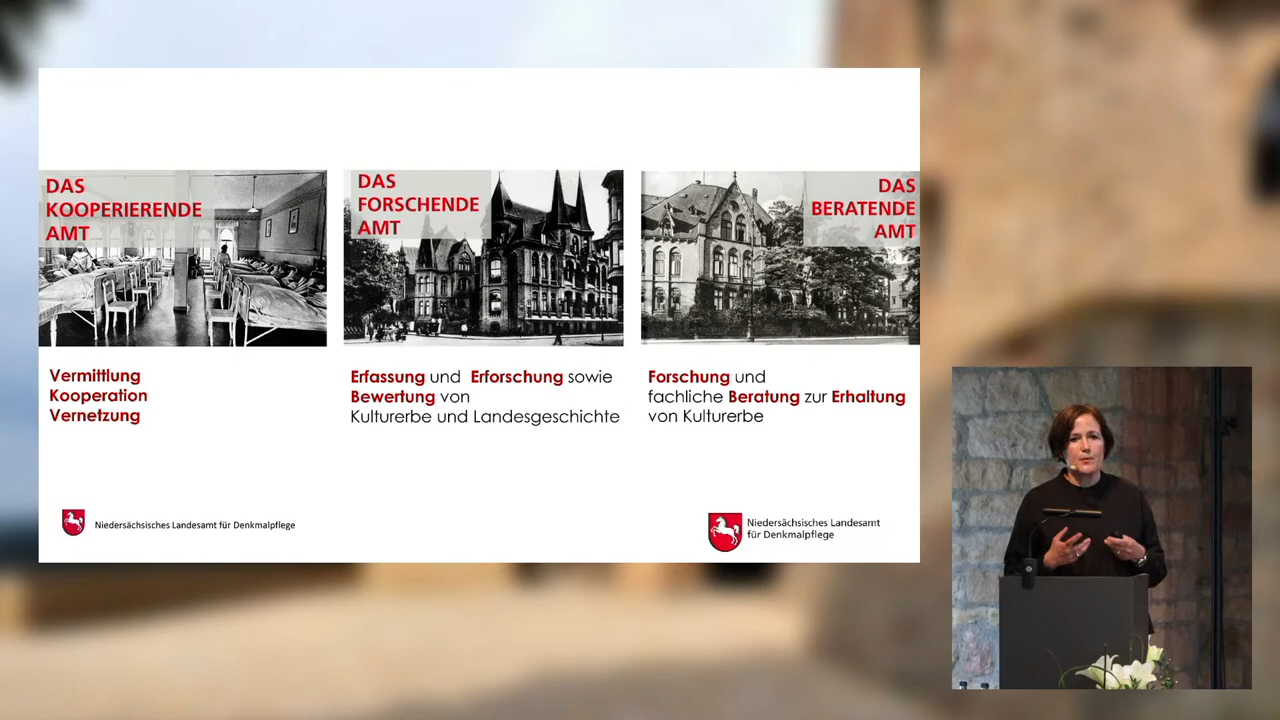 DAS
KOOPERIERENDE
AMT
Vermittlung
Kooperation
Vernetzung
DAS
FORSCHENDE
AMT
Erfassung und Erforschung sowie
Bewertung von
Kulturerbe und Landesgeschichte
DAS
BERATENDE
AMT
Forschung und
fachliche Beratung zur Erhaltung
von Kulturerbe
Niedersächsisches Landesamt für Denkmalpflege
Niedersächsisches Landesamt
für Denkmalpflege